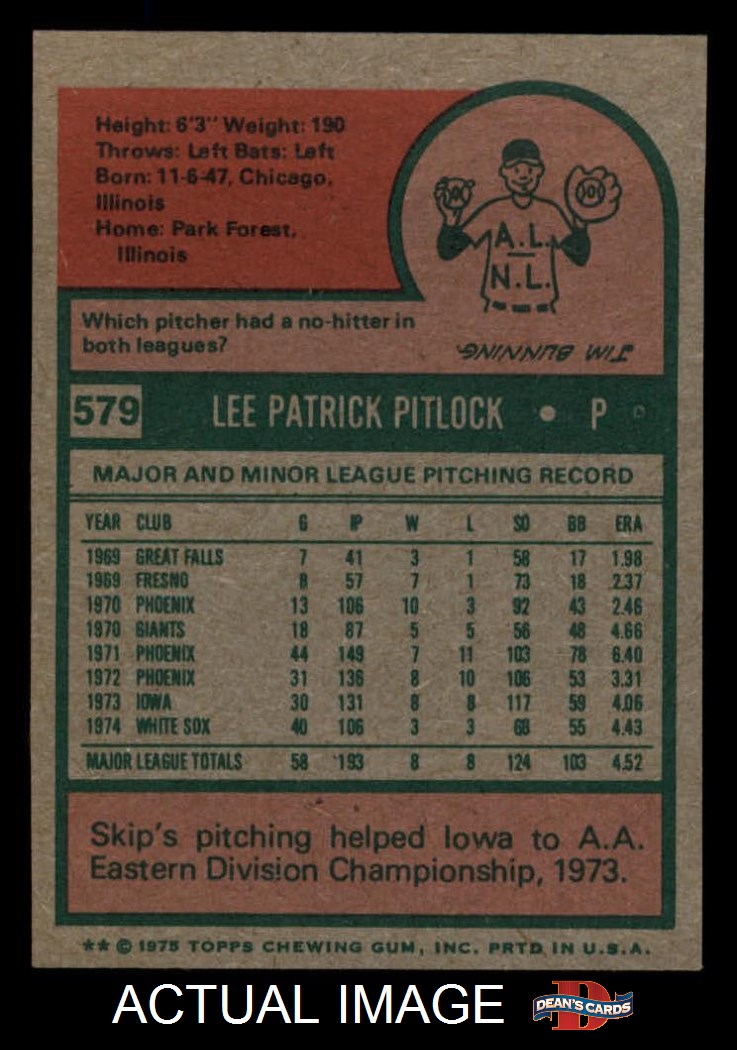 Height: 6'3" Weight: 190
Throws: Left Bats: Left
Born: 11-6-47, Chicago,
Illinois
Home: Park Forest,
Illinois
A.L.
N.L.
Which pitcher had a no-hitter in
both leagues?
JIM BUNNING
579 LEE PATRICK PITLOCK • P
MAJOR AND MINOR LEAGUE PITCHING RECORD
YEAR CLUB G IP W L SO BB ERA
1969 GREAT FALLS 7 41 3 1 58 17 1.98
1969 FRESNO 8 57 7 1 73 18 2.37
1970 PHOENIX 13 106 10 3 92 43 2.46
1970 GIANTS 18 87 5 5 56 48 4.66
1971 PHOENIX 44 149 7 11 103 78 6.40
1972 PHOENIX 31 136 8 10 106 53 3.31
1973 IOWA 30 131 8 8 117 59 4.06
1974 WHITE SOX 40 106 3 3 68 55 4.43
MAJOR LEAGUE TOTALS 58 193 8 8 124 103 4.52
Skip's pitching helped Iowa to A.A.
Eastern Division Championship, 1973.
** © 1975 TOPPS CHEWING GUM, INC. PRTD. IN U.S.A.
ACTUAL IMAGE
D
DEAN'S CARDS